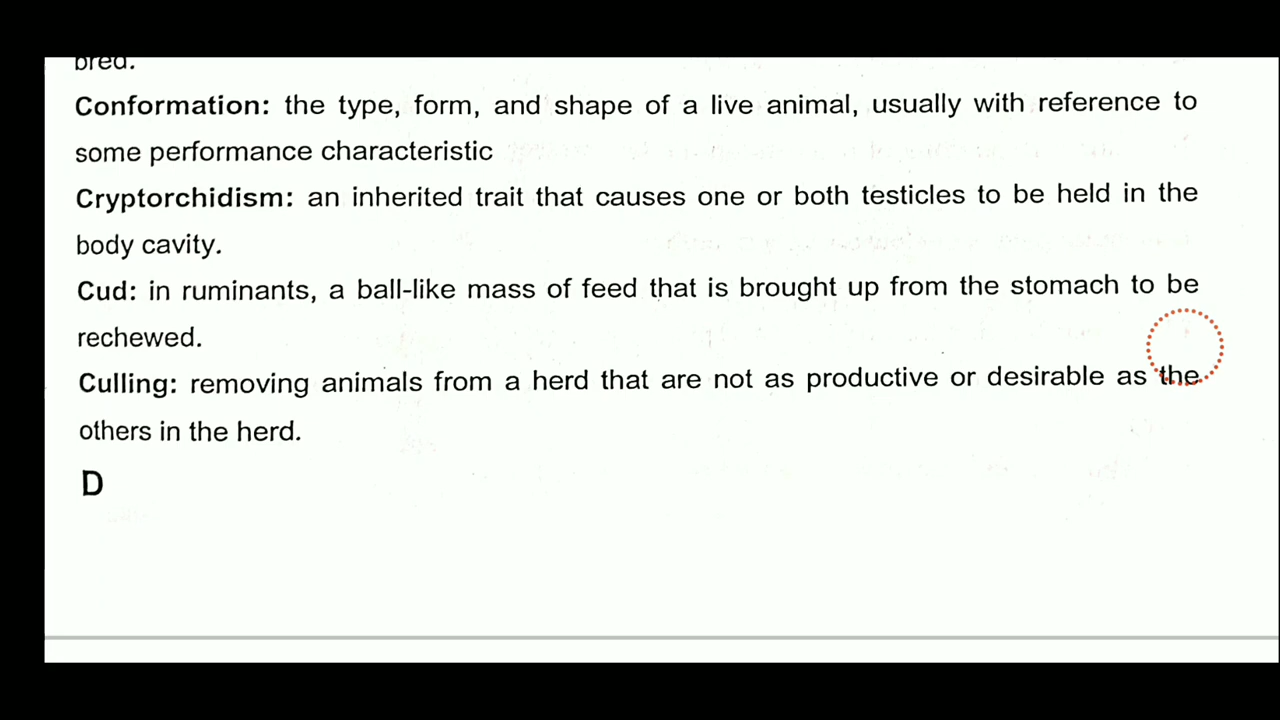 bred.
Conformation: the type, form, and shape of a live animal, usually with reference to
some performance characteristic
Cryptorchidism: an inherited trait that causes one or both testicles to be held in the
body cavity.
Cud: in ruminants, a ball-like mass of feed that is brought up from the stomach to be
rechewed.
Culling: removing animals from a herd that are not as productive or desirable as the
others in the herd.
D